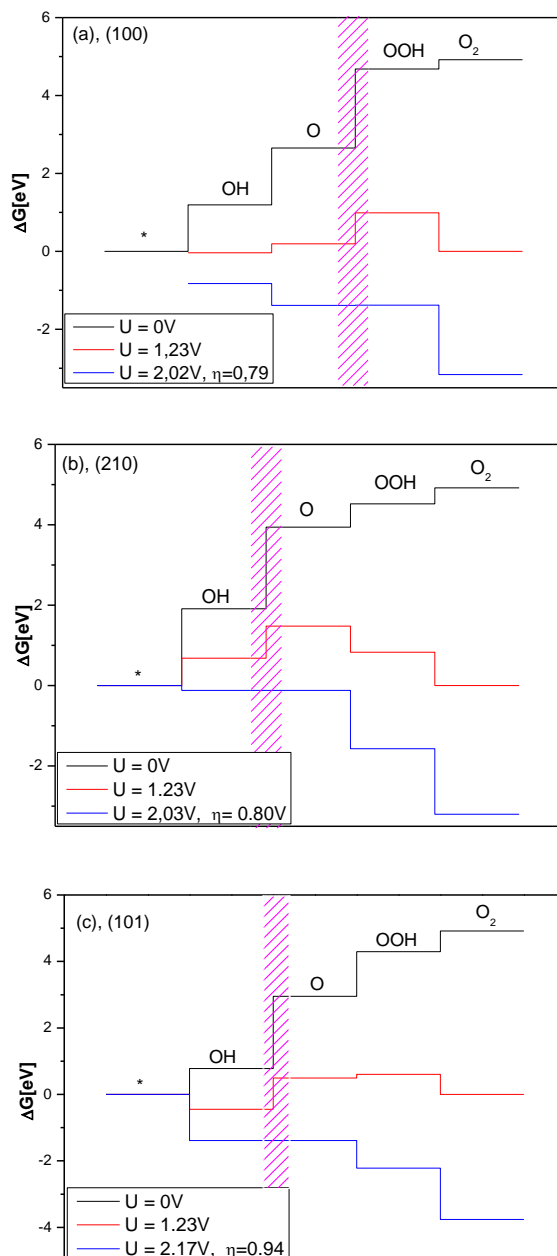 6
(a), (100)
O2
OOH
4
O
2
OH
ΔG[eV]
*
0
-2
U = 0V
U = 1,23V
U = 2,02V, η=0,79
6
(b), (210)
O2
OOH
4
O
OH
2
ΔG[eV]
*
0
-2
U = 0V
U = 1.23V
U = 2,03V, η= 0.80V
6
(c), (101)
O2
OOH
4
O
2
OH
ΔG[eV]
*
0
-2
U = 0V
U = 1.23V
-4
U = 2.17V, η=0.94